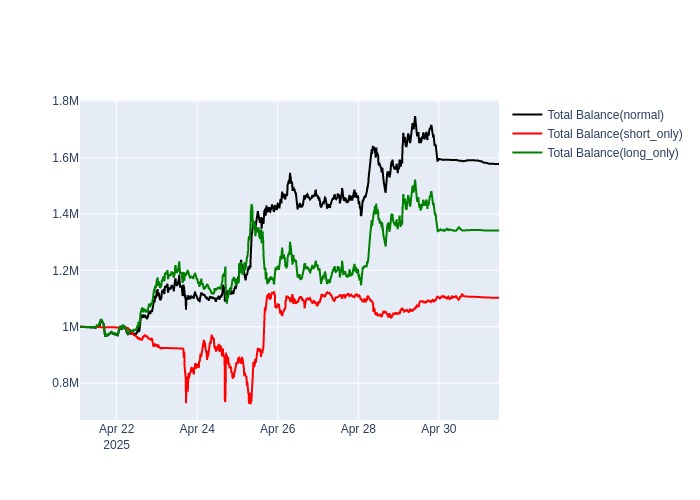 1.8M
1.6M
1.4M
1.2M
1M
0.8M
Apr 22
2025
Apr 24
Apr 26
Apr 28
Apr 30
Total Balance(normal)
Total Balance(short_only)
Total Balance(long_only)